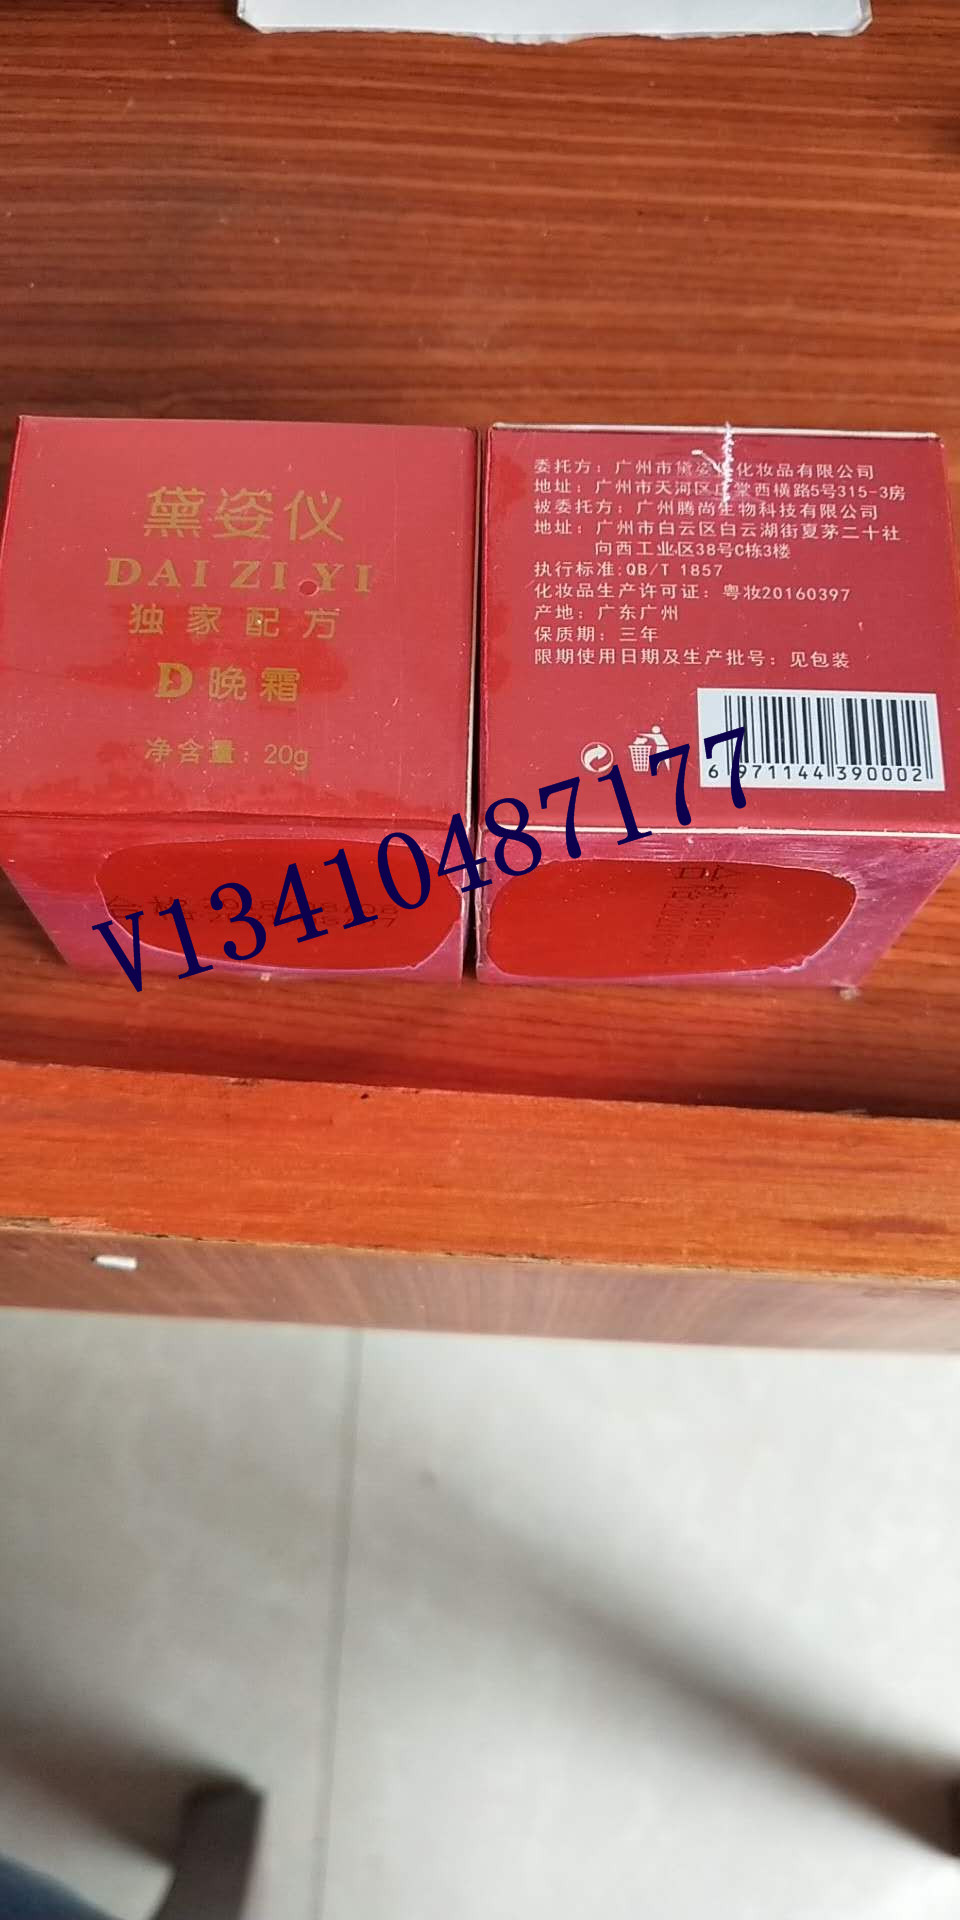 黛姿仪
DAI ZI YI
独家配方
D晚霜
净含量：20g
委托方：广州市黛姿仪化妆品有限公司
地址：广州市天河区棠西横路5号315-3房
被委托方：广州腾尚生物科技有限公司
地址：广州市白云区白云湖街夏茅二十社
向西工业区38号C栋3楼
执行标准：QB/T 1857
化妆品生产许可证：粤妆20160397
产地：广东广州
保质期：三年
限期使用日期及生产批号：见包装
6 971144 390002
V13410487177